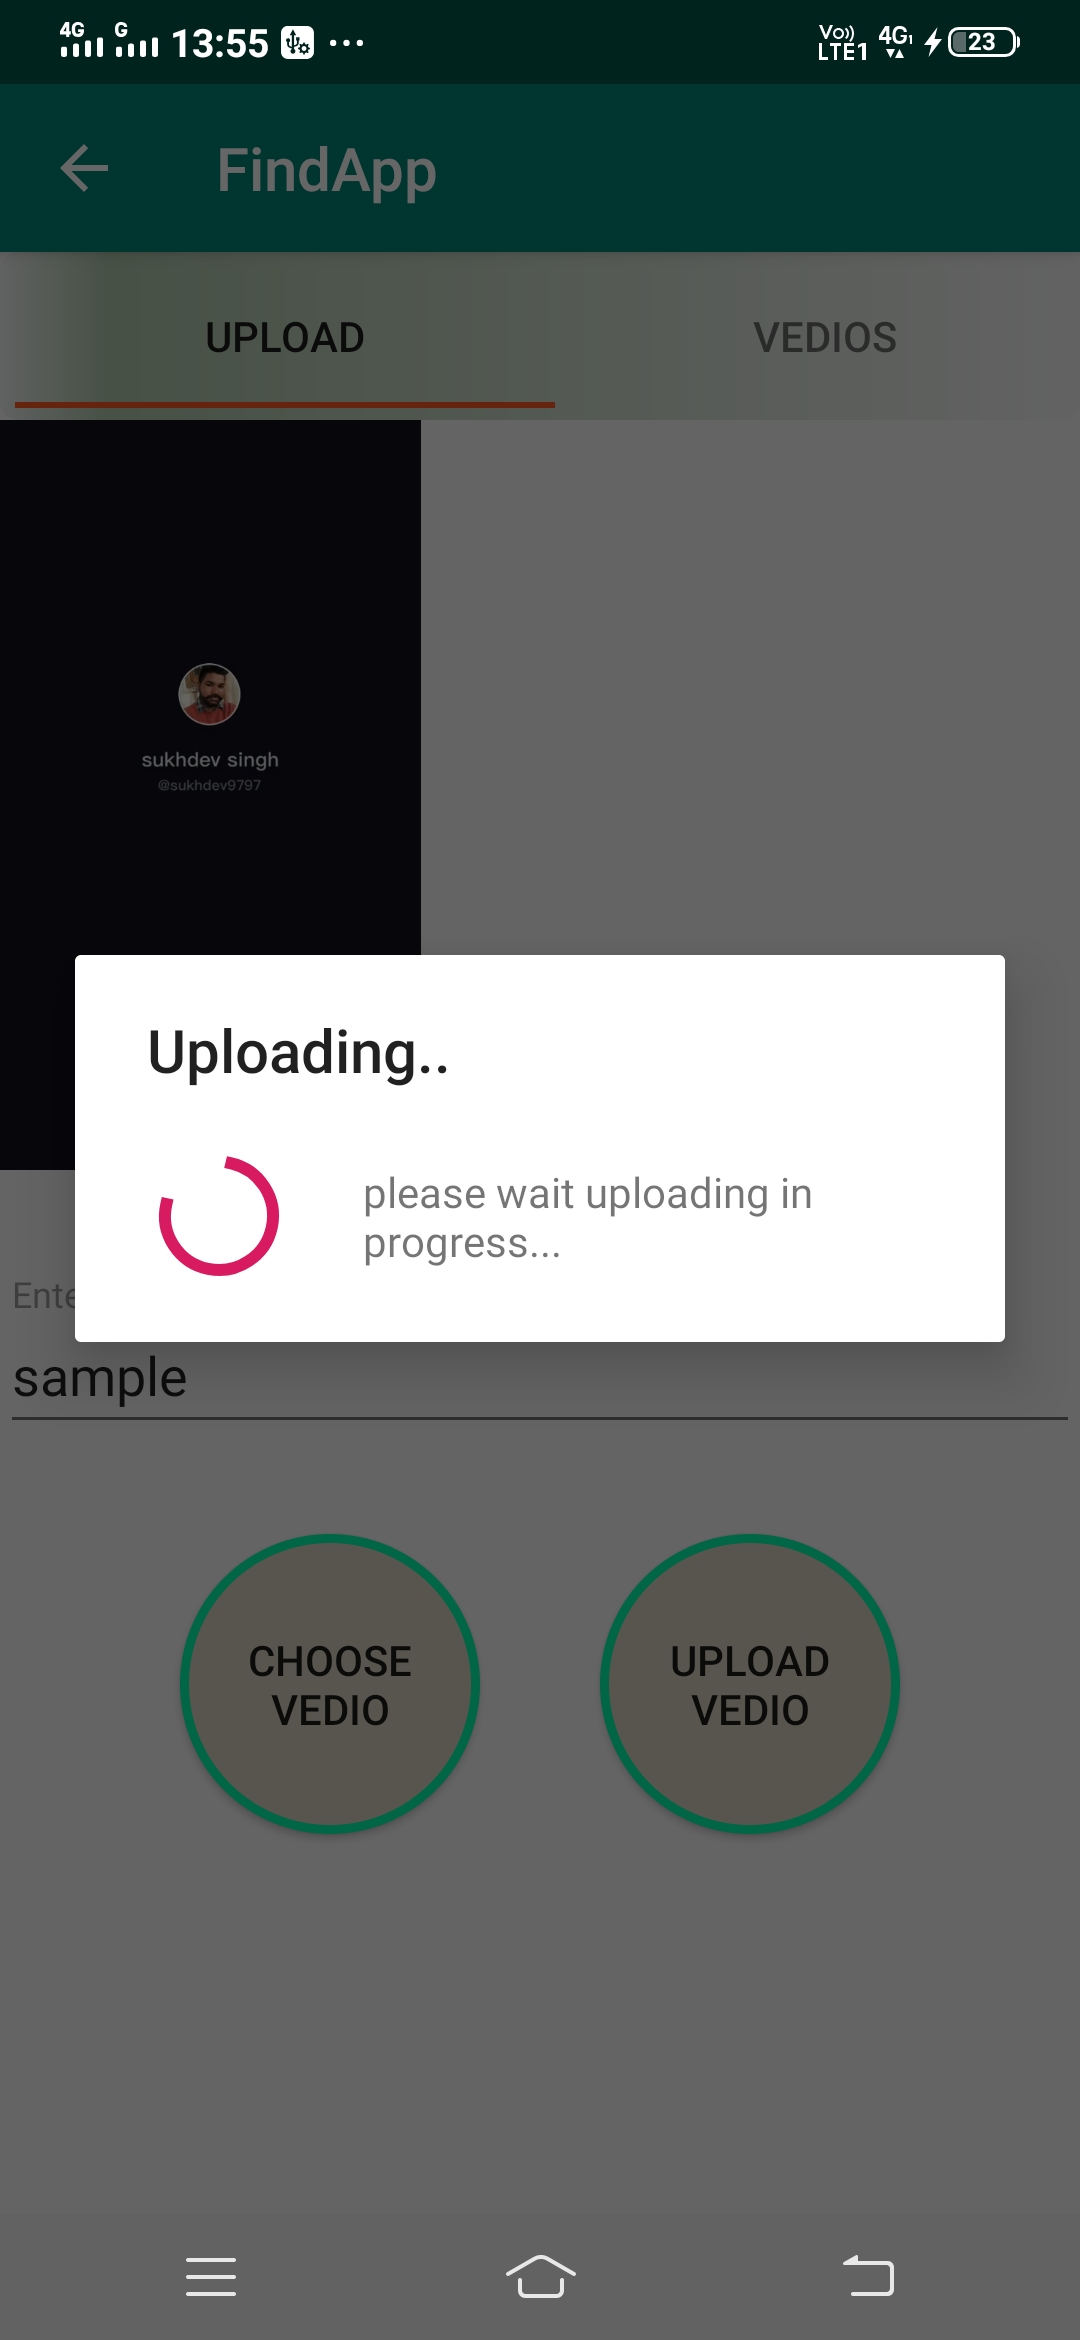 4G G 13:55 ... Vo)) LTE1 4G1 23
FindApp
UPLOAD VEDIOS
sukhdev singh
@sukhdev9797
Uploading..
please wait uploading in
progress...
Ente
sample
CHOOSE
VEDIO
UPLOAD
VEDIO